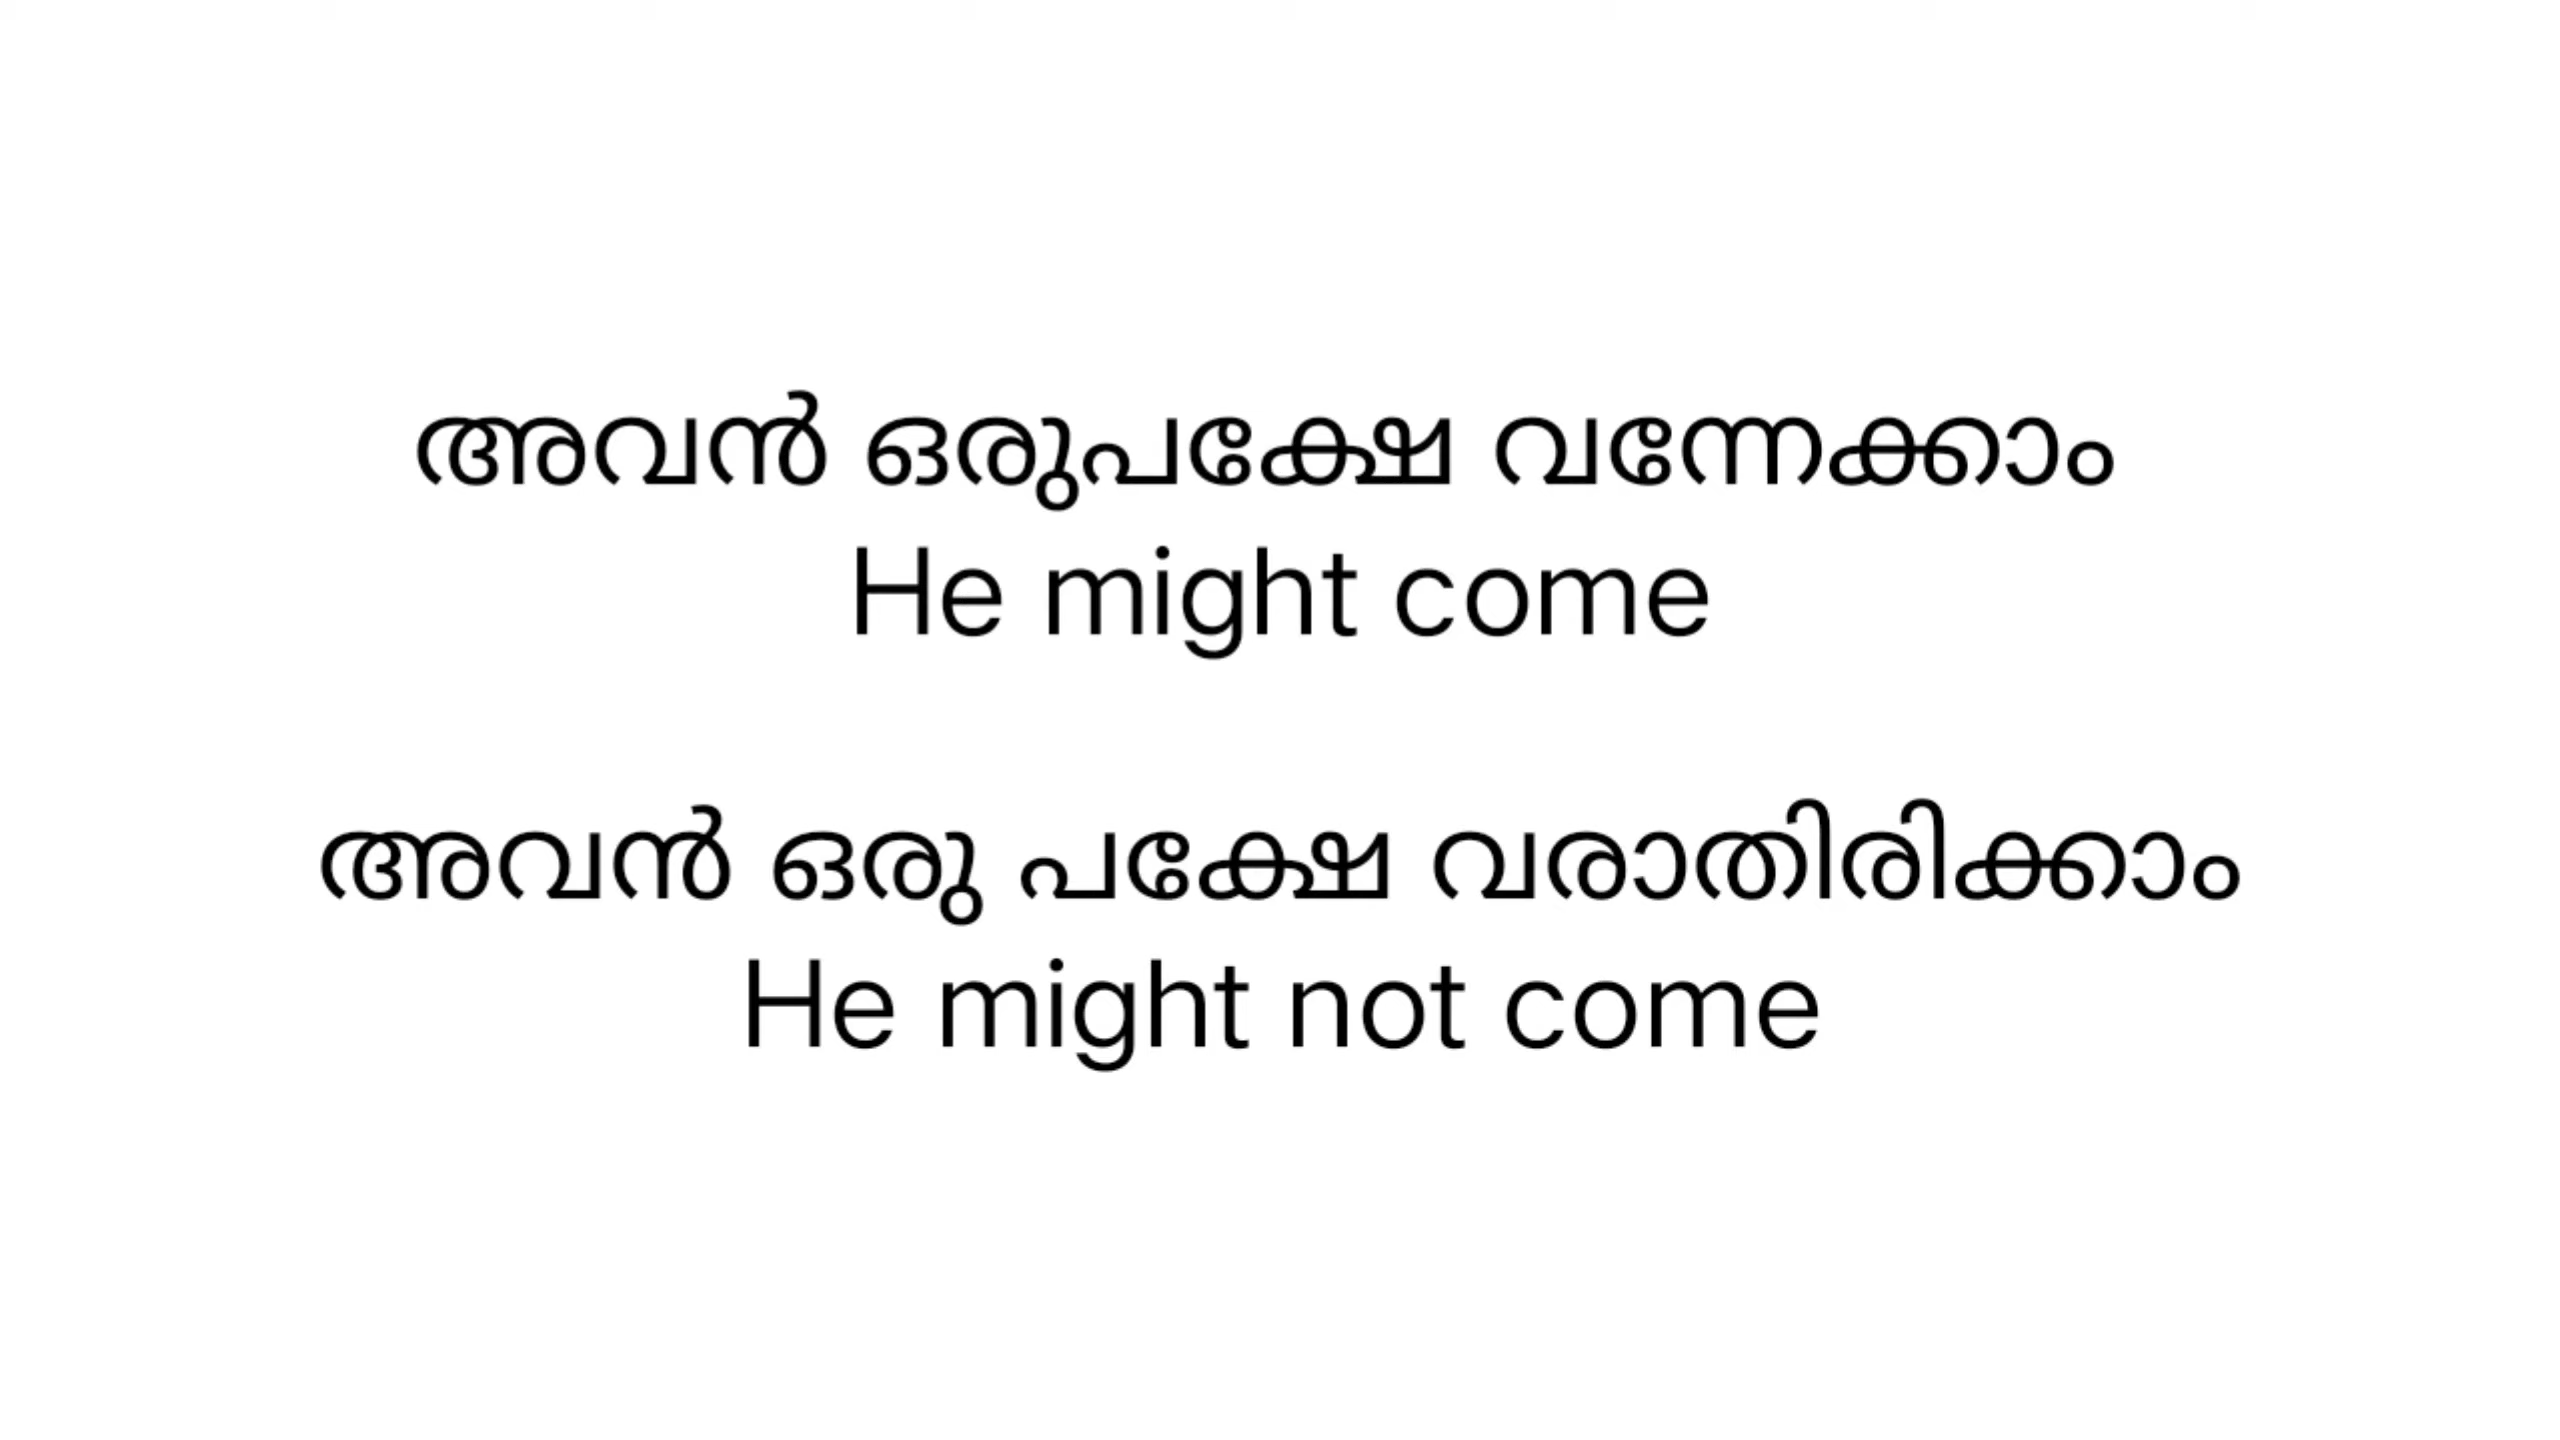 അവൻ ഒരുപക്ഷേ വന്നേക്കാം
He might come
അവൻ ഒരു പക്ഷേ വരാതിരിക്കാം
He might not come